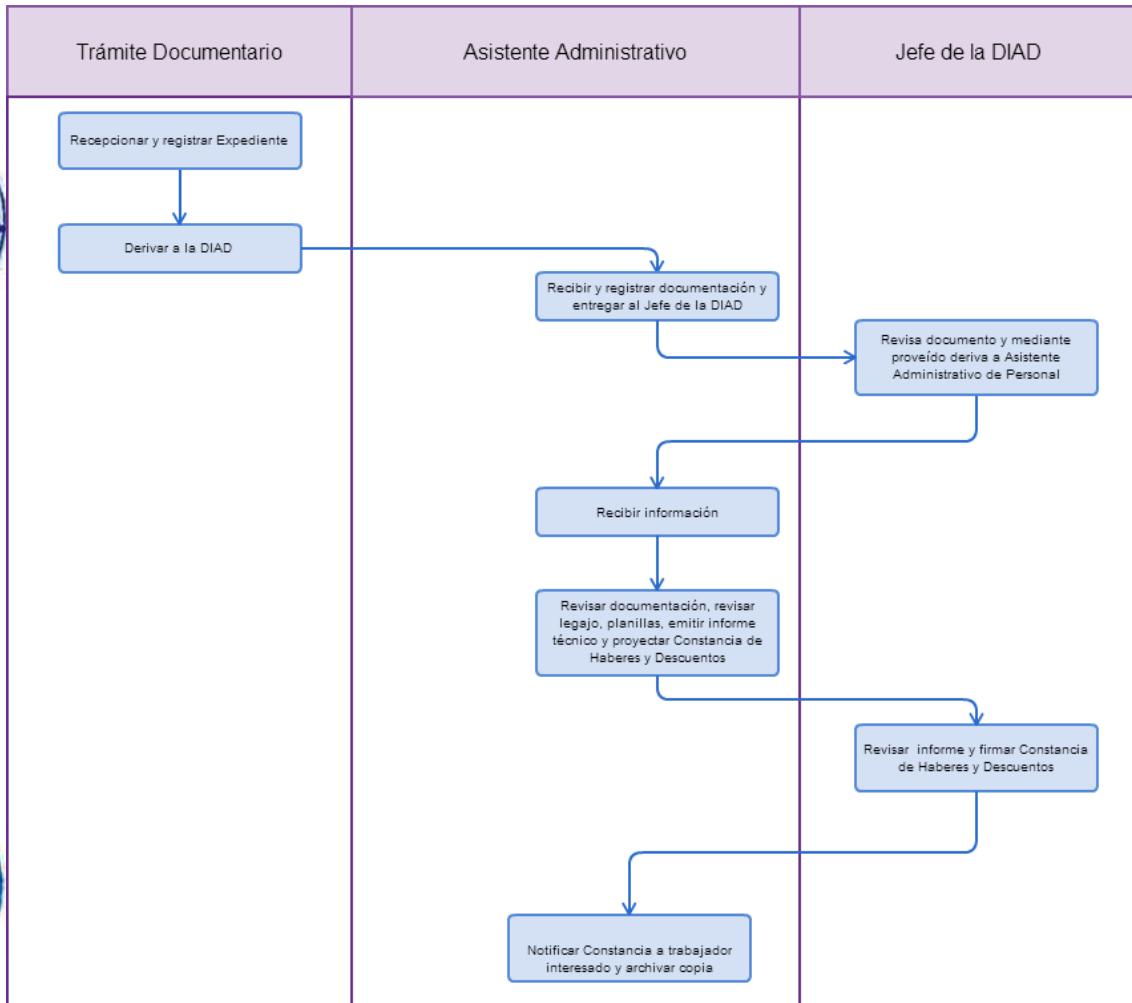 Trámite Documentario
Asistente Administrativo
Jefe de la DIAD
Recepcionar y registrar Expediente
Derivar a la DIAD
Recibir y registrar documentación y
entregar al Jefe de la DIAD
Revisa documento y mediante
proveído deriva a Asistente
Administrativo de Personal
Recibir información
Revisar documentación, revisar
legajo, planillas, emitir informe
técnico y proyectar Constancia de
Haberes y Descuentos
Revisar informe y firmar Constancia
de Haberes y Descuentos
Notificar Constancia a trabajador
interesado y archivar copia